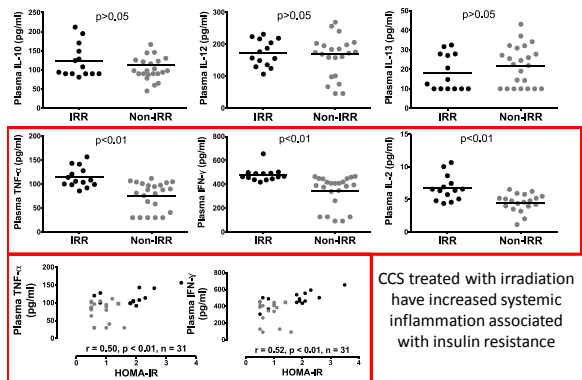 p>0.05
p>0.05
p>0.05
Plasma IL-10 (pg/ml)
250
200
150
100
50
0
IRR
Non-IRR
Plasma IL-12 (pg/ml)
300
200
100
0
IRR
Non-IRR
Plasma IL-13 (pg/ml)
50
40
30
20
10
0
IRR
Non-IRR
p<0.01
p<0.01
p<0.01
Plasma TNF-α (pg/ml)
200
150
100
50
0
IRR
Non-IRR
Plasma IFN-γ (pg/ml)
800
600
400
200
0
IRR
Non-IRR
Plasma IL-2 (pg/ml)
15
10
5
0
IRR
Non-IRR
Plasma TNF-α
(pg/ml)
200
150
100
50
0
r = 0.50, p < 0.01, n = 31
0
1
2
3
4
HOMA-IR
Plasma IFN-γ
(pg/ml)
800
600
400
200
0
r = 0.52, p < 0.01, n = 31
0
1
2
3
4
HOMA-IR
CCS treated with irradiation
have increased systemic
inflammation associated
with insulin resistance